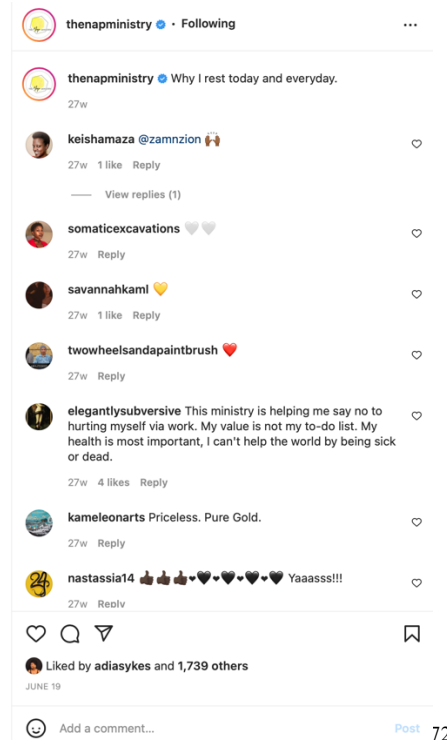 thenapministry • Following
thenapministry Why I rest today and everyday.
27w
keishamaza @zamnzion 🙌🏾
27w 1 like Reply
View replies (1)
somaticexcavations 🤍🤍
27w Reply
savannahkaml 💛
27w 1 like Reply
twowheelsandapaintbrush ❤️
27w Reply
elegantlysubversive This ministry is helping me say no to
hurting myself via work. My value is not my to-do list. My
health is most important, I can't help the world by being sick
or dead.
27w 4 likes Reply
kameleonarts Priceless. Pure Gold.
27w Reply
nastassia14 👍🏿👍🏿👍🏿❤🖤❤🖤❤🖤❤🖤 Yaaasss!!!
27w Reply
Liked by adiasykes and 1,739 others
JUNE 19
Add a comment... Post
72